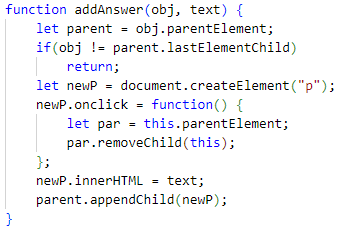 function addAnswer(obj, text) {
    let parent = obj.parentElement;
    if(obj != parent.lastElementChild)
        return;
    let newP = document.createElement("p");
    newP.onclick = function() {
        let par = this.parentElement;
        par.removeChild(this);
    };
    newP.innerHTML = text;
    parent.appendChild(newP);
}